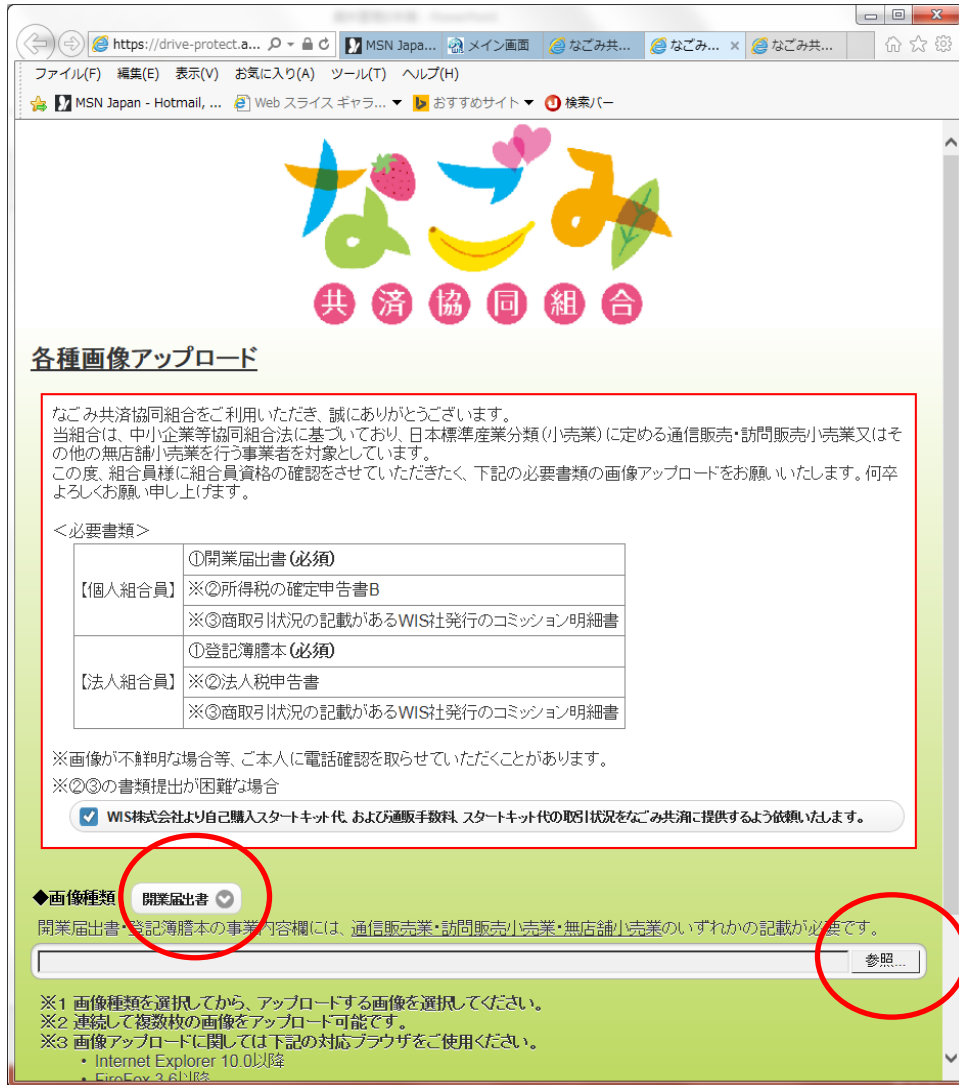 https://drive-protect.a...
MSN Japa...
メイン画面
なごみ共...
なごみ...
なごみ共...
ファイル(F) 編集(E) 表示(V) お気に入り(A) ツール(T) ヘルプ(H)
MSN Japan - Hotmail, ...
Web スライス ギャラ...
おすすめサイト
検索バー
なごみ
共済協同組合
各種画像アップロード
なごみ共済協同組合をご利用いただき、誠にありがとうございます。
当組合は、中小企業等協同組合法に基づいており、日本標準産業分類(小売業)に定める通信販売・訪問販売小売業又はそ
の他の無店舗小売業を行う事業者を対象としています。
この度、組合員様に組合員資格の確認をさせていただきたく、下記の必要書類の画像アップロードをお願いいたします。何卒
よろしくお願い申し上げます。
<必要書類>
【個人組合員】
①開業届出書(必須)
※②所得税の確定申告書B
※③商取引状況の記載があるWIS社発行のコミッション明細書
【法人組合員】
①登記簿謄本(必須)
※②法人税申告書
※③商取引状況の記載があるWIS社発行のコミッション明細書
※画像が不鮮明な場合等、ご本人に電話確認を取らせていただくことがあります。
※②③の書類提出が困難な場合
WIS株式会社より自己購入スタートキット代、および通販手数料、スタートキット代の取引状況をなごみ共済に提供するよう依頼いたします。
◆画像種類 開業届出書
開業届出書・登記簿謄本の事業内容欄には、通信販売業・訪問販売小売業・無店舗小売業のいずれかの記載が必要です。
参照...
※1 画像種類を選択してから、アップロードする画像を選択してください。
※2 連続して複数枚の画像をアップロード可能です。
※3 画像アップロードに関しては下記の対応ブラウザをご使用ください。
• Internet Explorer 10.0以降
• FireFox 3.6以降